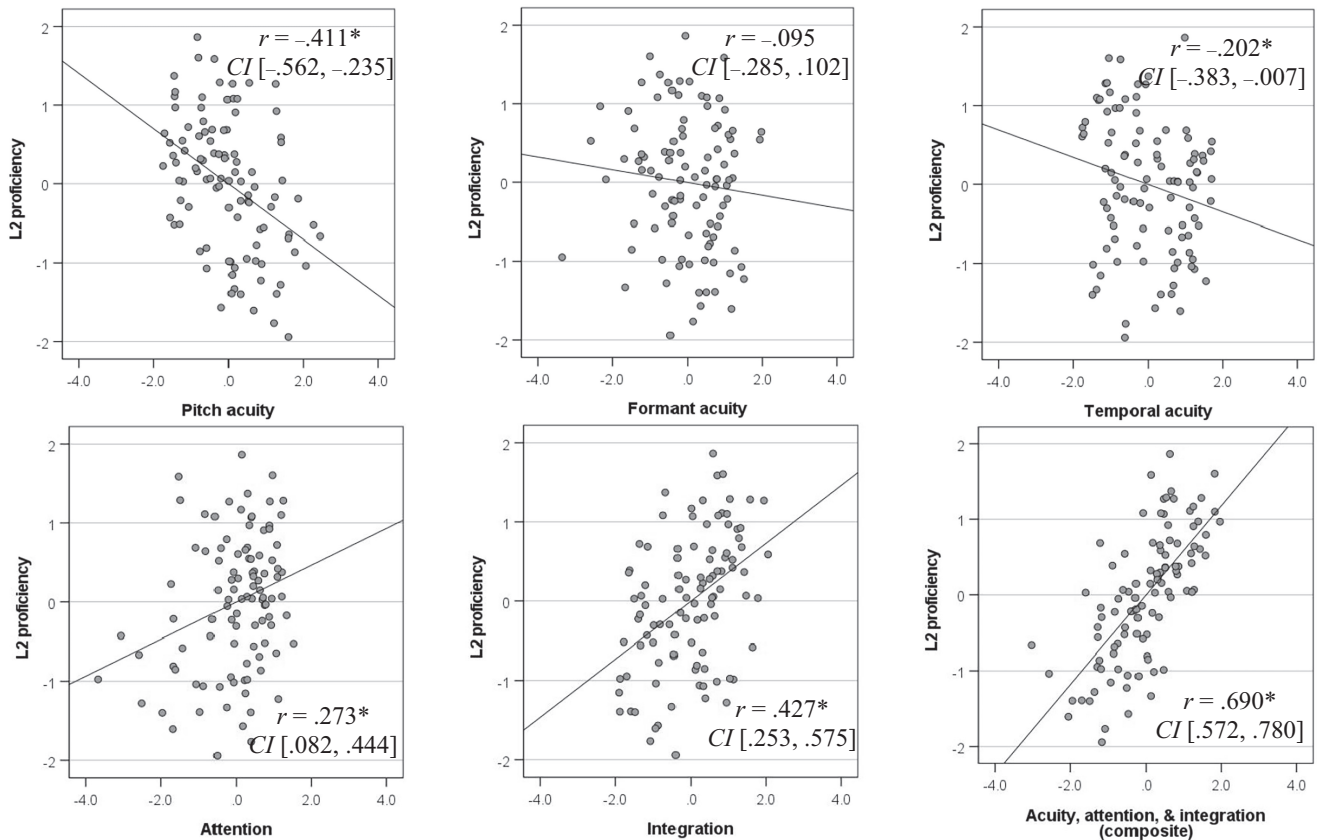 r = –.411*
CI [–.562, –.235]
L2 proficiency
2
1
0
-1
-2
-4.0 -2.0 .0 2.0 4.0
Pitch acuity
r = –.095
CI [–.285, .102]
L2 proficiency
2
1
0
-1
-2
-4.0 -2.0 .0 2.0 4.0
Formant acuity
r = –.202*
CI [–.383, –.007]
L2 proficiency
2
1
0
-1
-2
-4.0 -2.0 .0 2.0 4.0
Temporal acuity
L2 proficiency
2
1
0
-1
-2
r = .273*
CI [.082, .444]
-4.0 -2.0 .0 2.0 4.0
Attention
L2 proficiency
2
1
0
-1
-2
r = .427*
CI [.253, .575]
-4.0 -2.0 .0 2.0 4.0
Integration
L2 proficiency
2
1
0
-1
-2
r = .690*
CI [.572, .780]
-4.0 -2.0 .0 2.0 4.0
Acuity, attention, & integration
(composite)